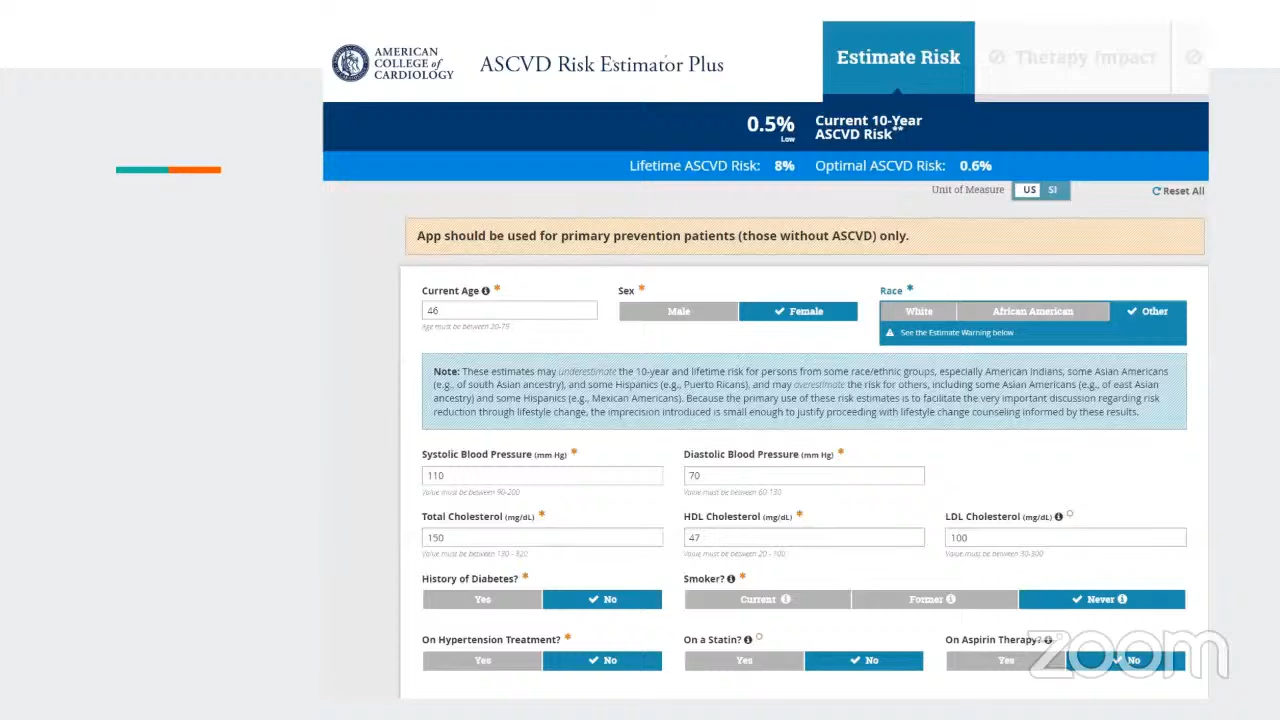 AMERICAN
COLLEGE of
CARDIOLOGY
ASCVD Risk Estimator Plus
Estimate Risk
Therapy Impact
0.5%
Low
Current 10-Year
ASCVD Risk**
Lifetime ASCVD Risk: 8% Optimal ASCVD Risk: 0.6%
Unit of Measure US SI
Reset All
App should be used for primary prevention patients (those without ASCVD) only.
Current Age * Sex * Race *
46 Male Female White African American Other
Age must be between 20-79
See the Estimate Warning below
Note: These estimates may underestimate the 10-year and lifetime risk for persons from some race/ethnic groups, especially American Indians, some Asian Americans
(e.g., of south Asian ancestry), and some Hispanics (e.g., Puerto Ricans), and may overestimate the risk for others, including some Asian Americans (e.g., of east Asian
ancestry) and some Hispanics (e.g., Mexican Americans). Because the primary use of these risk estimates is to facilitate the very important discussion regarding risk
reduction through lifestyle change, the imprecision introduced is small enough to justify proceeding with lifestyle change counseling informed by these results.
Systolic Blood Pressure (mm Hg) * Diastolic Blood Pressure (mm Hg) *
110 70
Value must be between 90-200 Value must be between 60-130
Total Cholesterol (mg/dL) * HDL Cholesterol (mg/dL) * LDL Cholesterol (mg/dL)
150 47 100
Value must be between 130 - 320 Value must be between 20 - 100 Value must be between 30-300
History of Diabetes? * Smoker? *
Yes No Current Former Never
On Hypertension Treatment? * On a Statin? On Aspirin Therapy?
Yes No Yes No Yes No
zoom